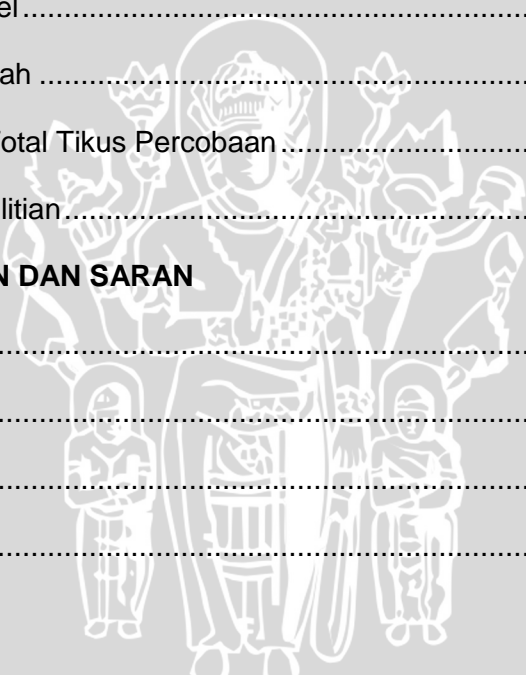 el..........................................................
ah ........................................................
otal Tikus Percobaan............................
litian.....................................................
N DAN SARAN
.............................................................
.............................................................
.............................................................
.............................................................